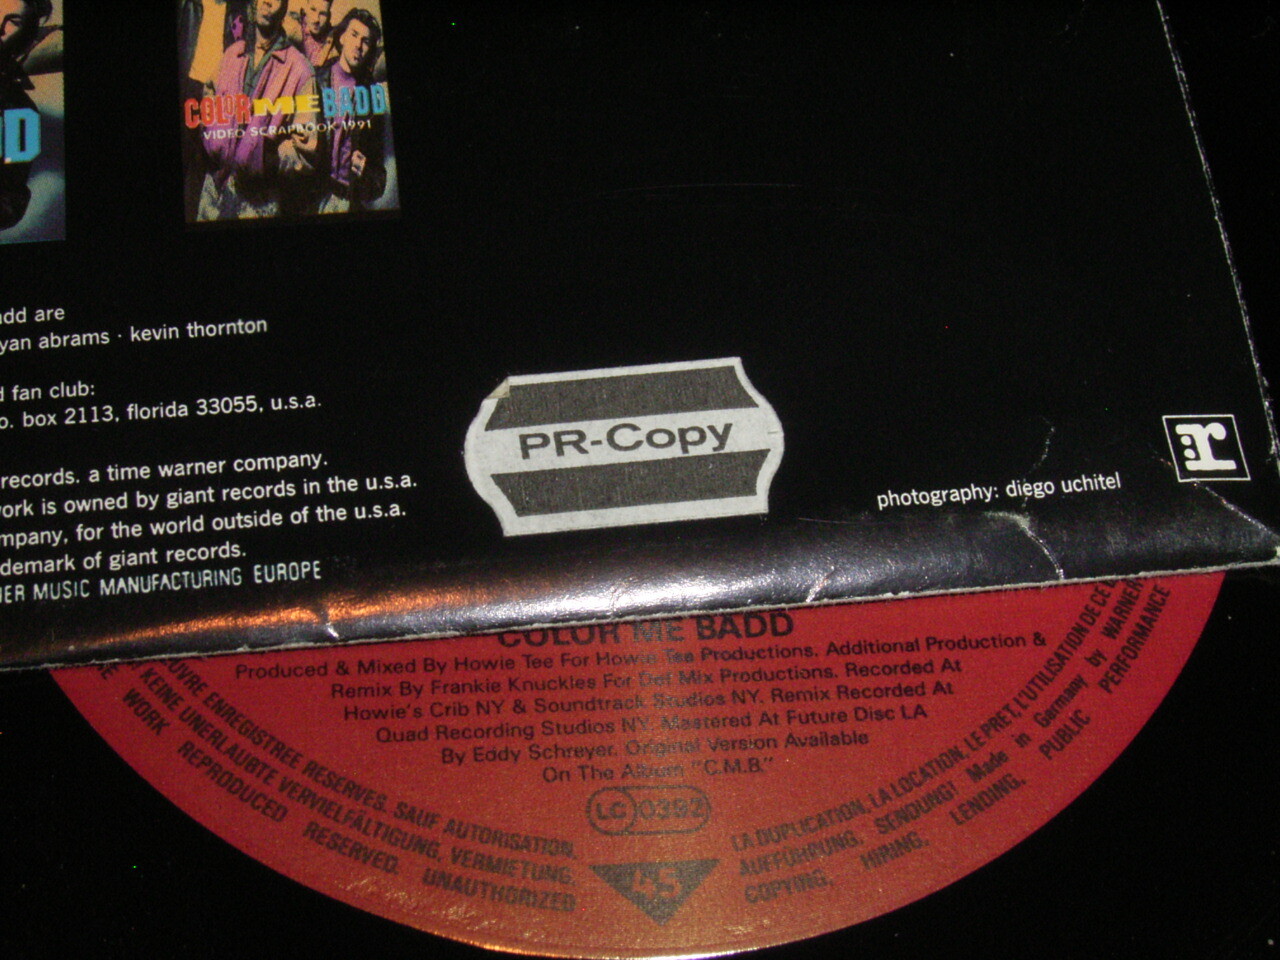 D
COLOR ME BADD
VIDEO SCRAPBOOK 1991
add are
yan abrams · kevin thornton
fan club:
o. box 2113, florida 33055, u.s.a.
records. a time warner company.
ork is owned by giant records in the u.s.a.
mpany, for the world outside of the u.s.a.
demark of giant records.
ER MUSIC MANUFACTURING EUROPE
PR-Copy
photography: diego uchitel
:r
COLOR ME BADD
Produced & Mixed By Howie Tee For Howie Tee Productions. Additional Production &
Remix By Frankie Knuckles For Def Mix Productions. Recorded At
Howie's Crib NY & Soundtrack Studios NY. Remix Recorded At
Quad Recording Studios NY. Mastered At Future Disc LA
By Eddy Schreyer. Original Version Available
On The Album "C.M.B."
LC 0392
45
UVRE ENREGISTREE RESERVES. SAUF AUTORISATION,
KEINE UNERLAUBTE VERVIELFÄLTIGUNG, VERMIETUNG,
WORK REPRODUCED RESERVED. UNAUTHORIZED
LA DUPLICATION, LA LOCATION, LE PRET, L'UTILISATION DE CE
AUFFÜHRUNG, SENDUNG! Made in Germany by WARNER
COPYING, HIRING, LENDING, PUBLIC PERFORMANCE